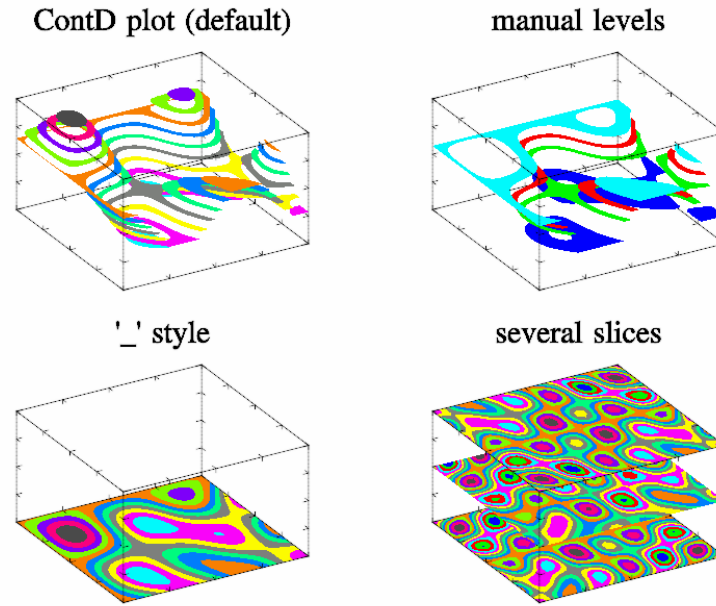 ContD plot (default)
manual levels
'_' style
several slices